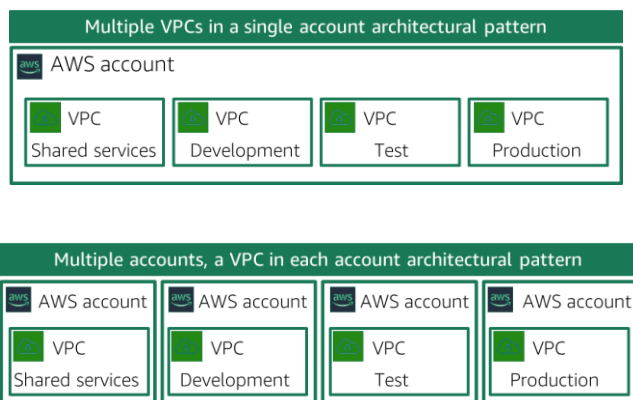 Multiple VPCs in a single account architectural pattern
aws AWS account
VPC VPC VPC VPC
Shared services Development Test Production
Multiple accounts, a VPC in each account architectural pattern
aws AWS account aws AWS account aws AWS account aws AWS account
VPC VPC VPC VPC
Shared services Development Test Production